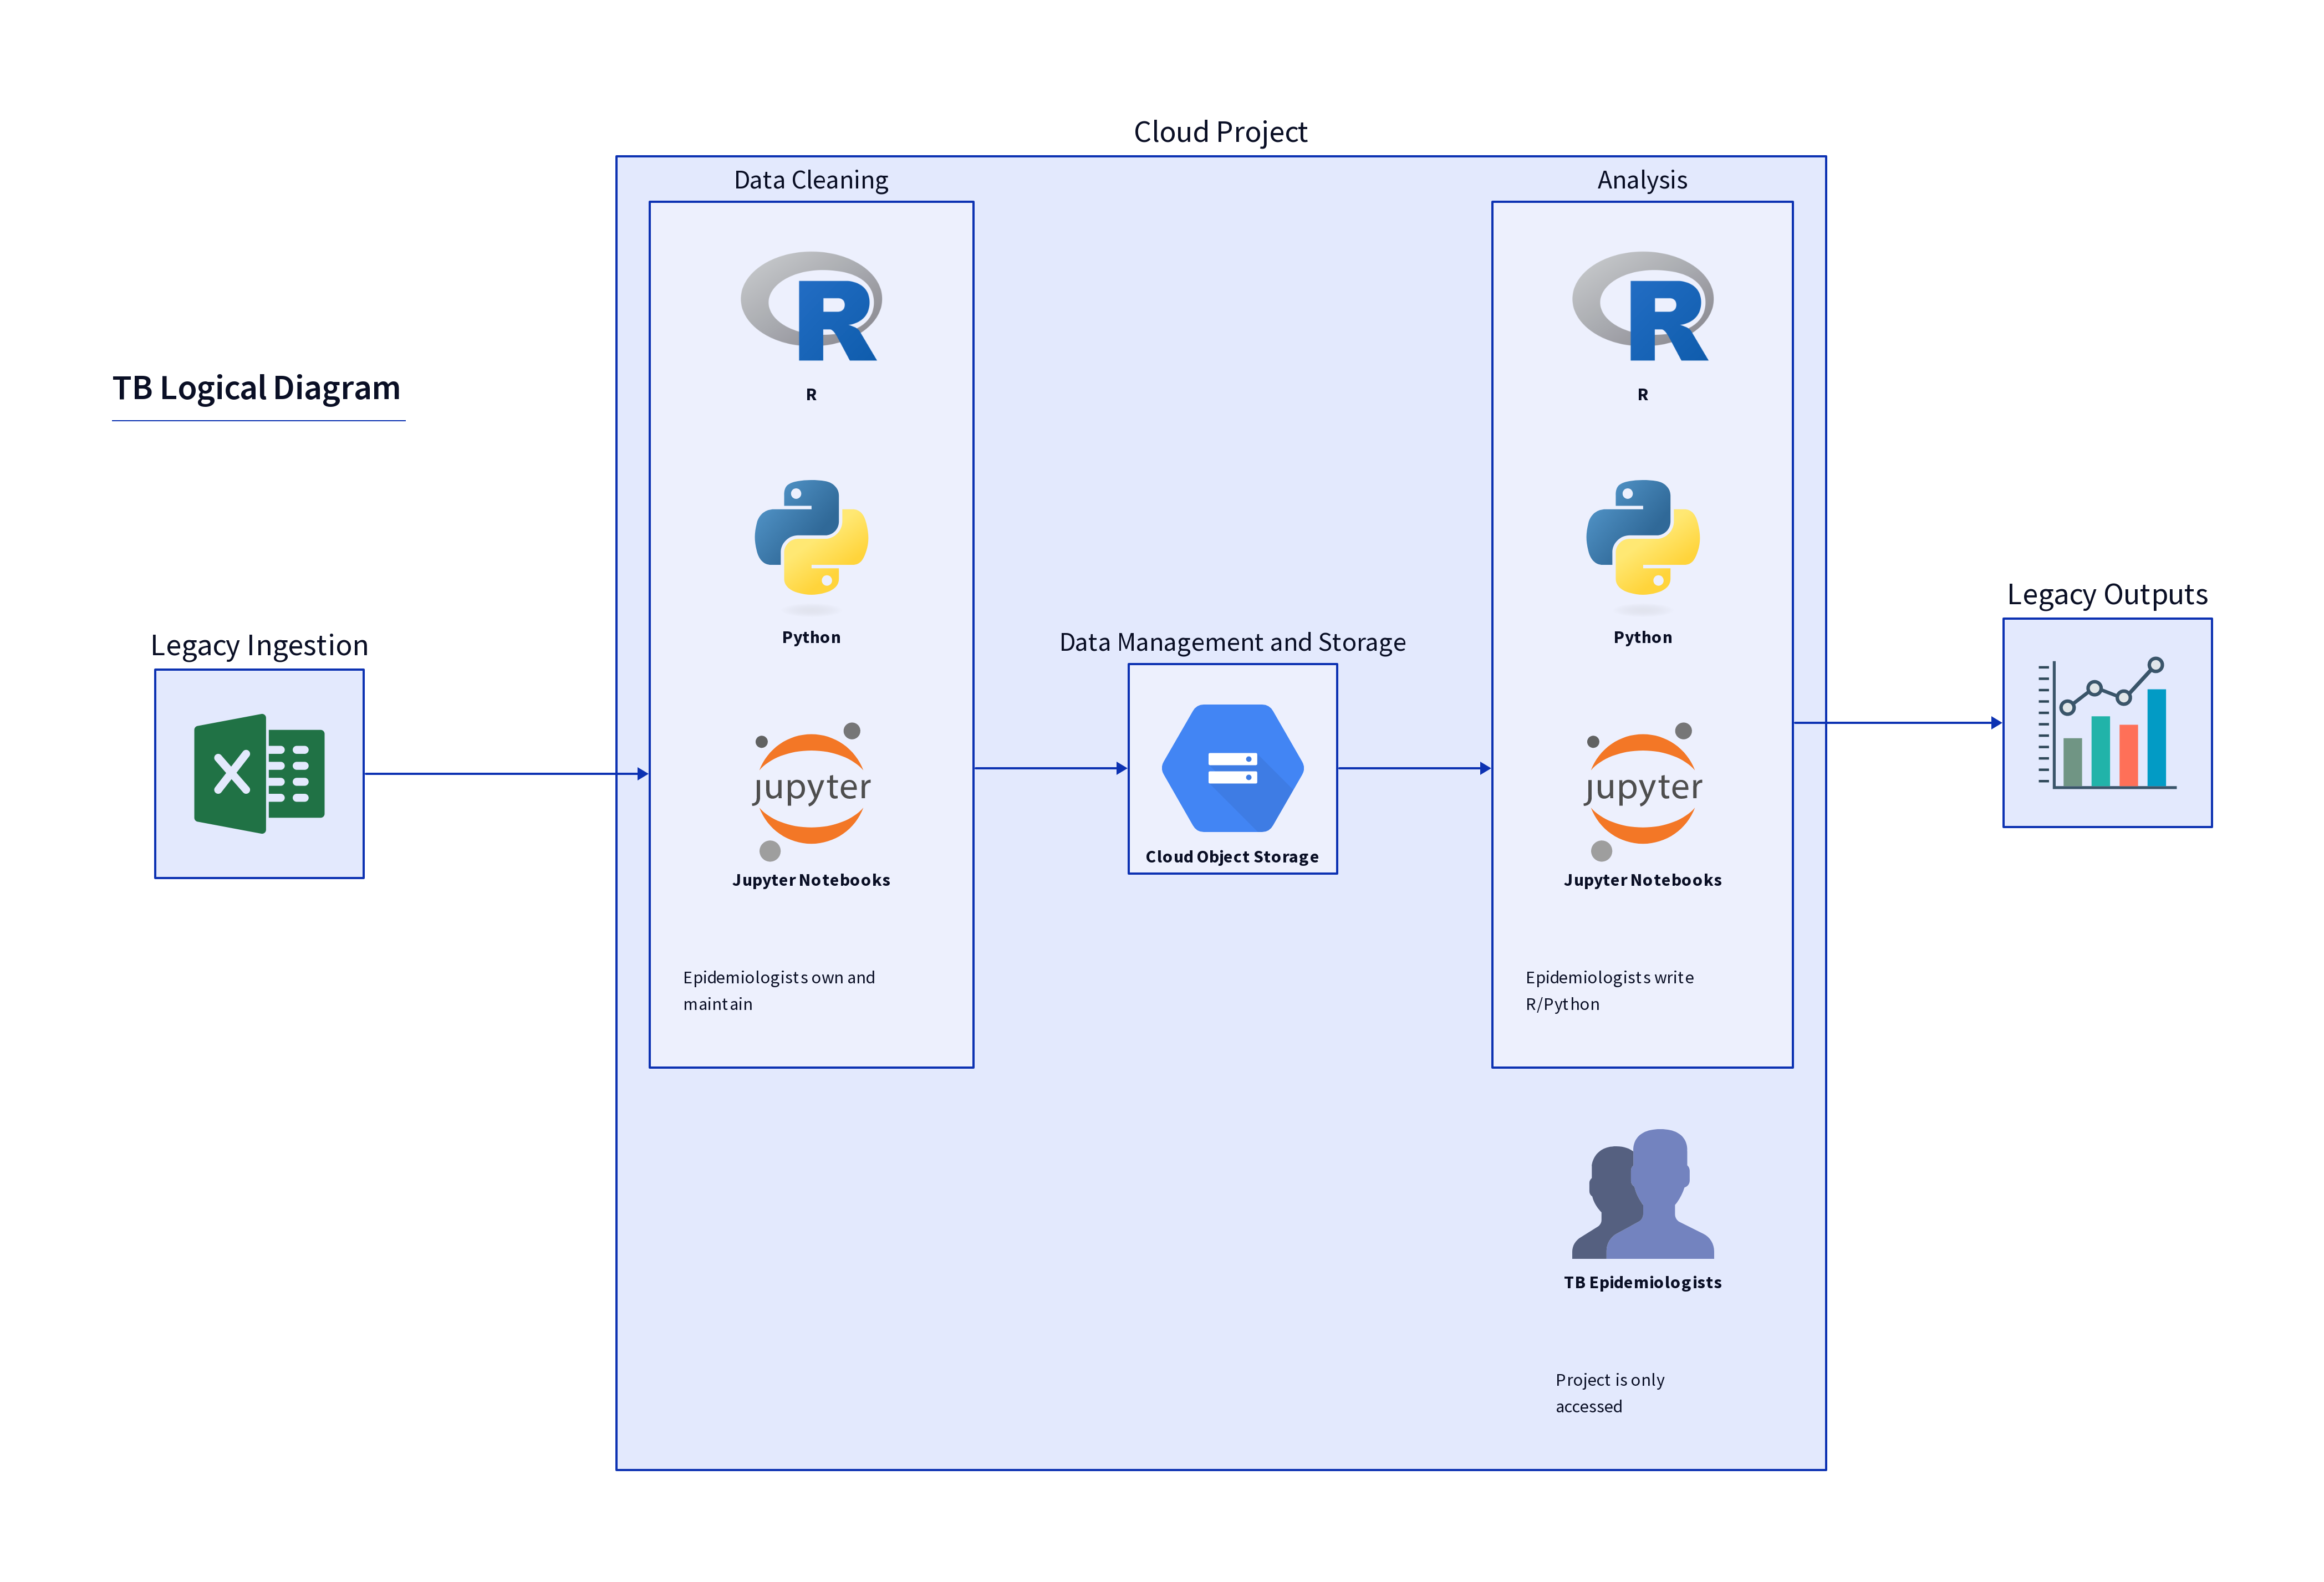 Cloud Project
Data Cleaning
Analysis
R
R
TB Logical Diagram
Python
Python
Legacy Ingestion
Data Management and Storage
Legacy Outputs
jupyter
jupyter
Cloud Object Storage
Jupyter Notebooks
Jupyter Notebooks
Epidemiologists own and
maintain
Epidemiologists write
R/Python
TB Epidemiologists
Project is only
accessed